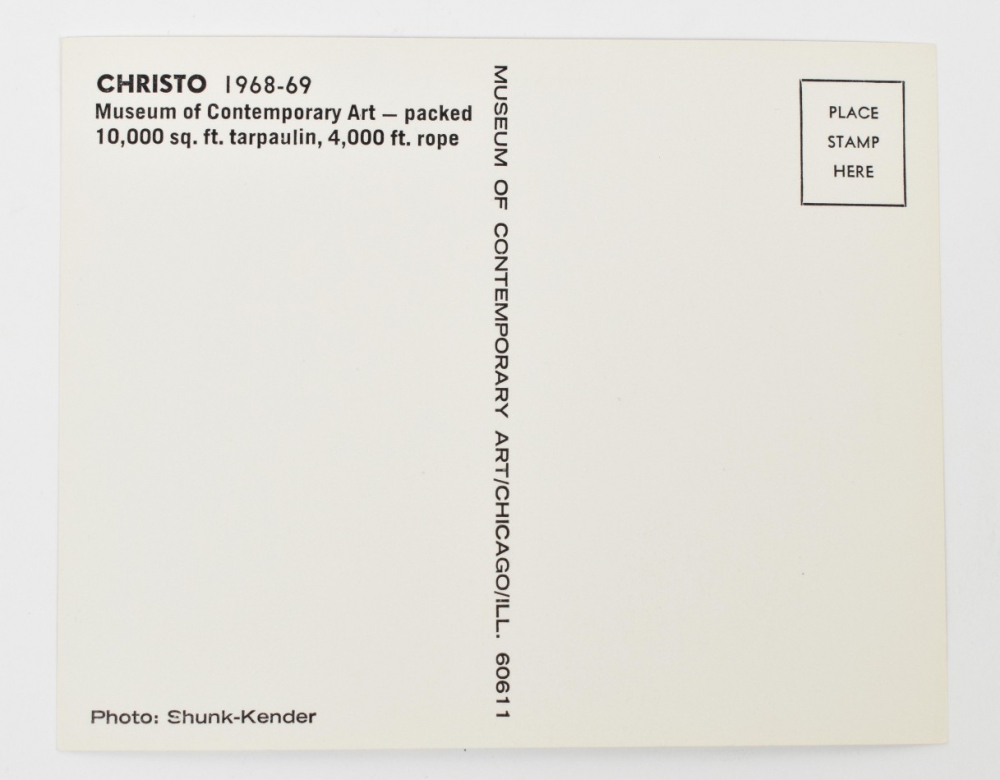 CHRISTO 1968-69
Museum of Contemporary Art — packed
10,000 sq. ft. tarpaulin, 4,000 ft. rope
MUSEUM OF CONTEMPORARY ART/CHICAGO/ILL. 60611
PLACE
STAMP
HERE
Photo: Shunk-Kender